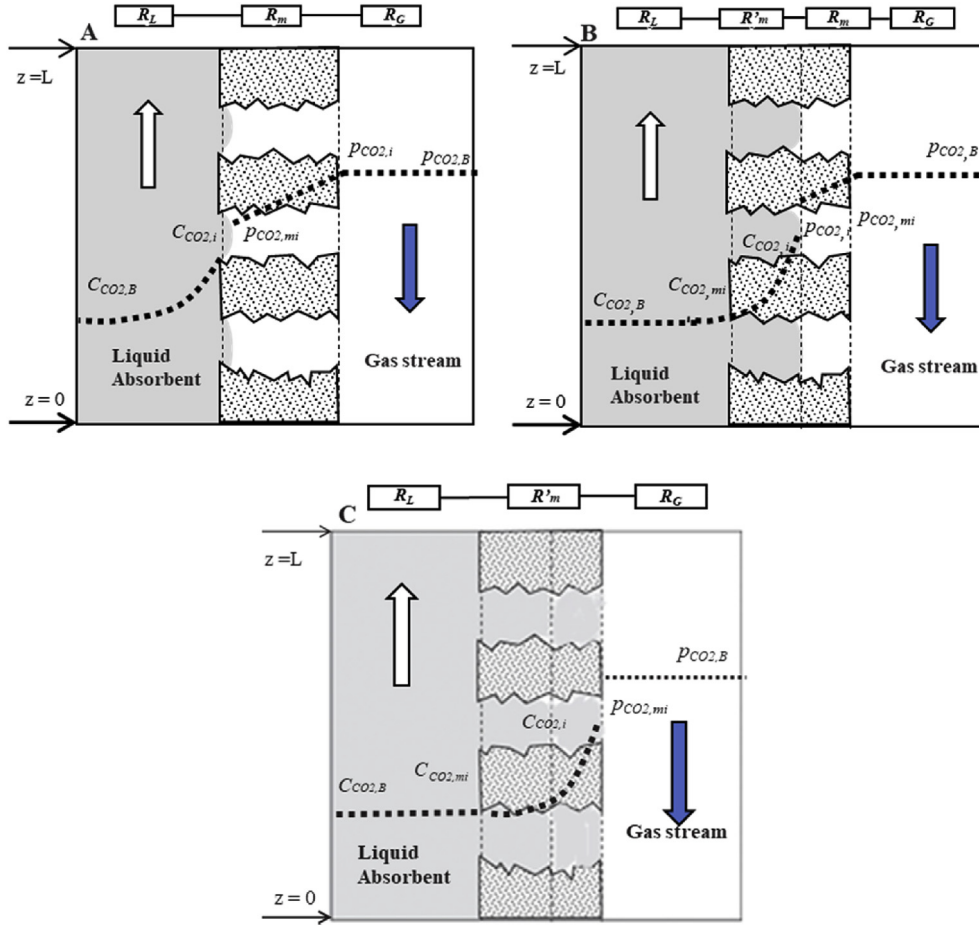 R_L R_m R_G
A
z =L
p_CO2,i p_CO2,B
C_CO2,i p_CO2,mi
C_CO2,B
Liquid
Absorbent
Gas stream
z = 0
R_L R'_m R_m R_G
B
z =L
p_CO2,B
C_CO2,i p_CO2,i p_CO2,mi
C_CO2,B C_CO2,mi
Liquid
Absorbent
Gas stream
z = 0
R_L R'_m R_G
C
z =L
p_CO2,B
C_CO2,i p_CO2,mi
C_CO2,B C_CO2,mi
Liquid
Absorbent
Gas stream
z = 0